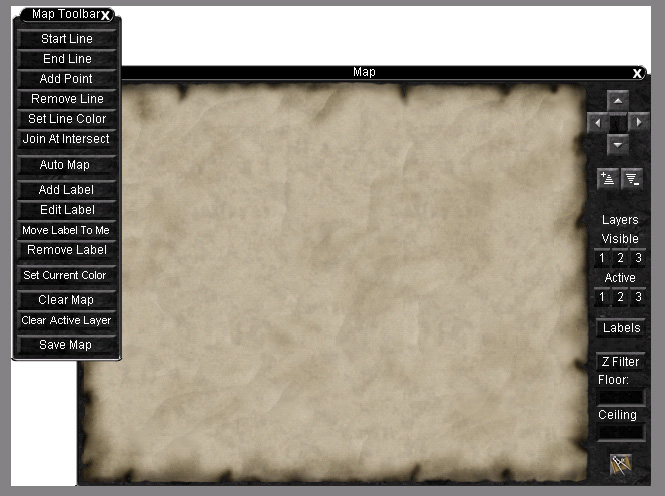 Map Toolbar X
Start Line
End Line
Add Point
Remove Line
Set Line Color
Join At Intersect
Auto Map
Add Label
Edit Label
Move Label To Me
Remove Label
Set Current Color
Clear Map
Clear Active Layer
Save Map
Map X
Layers
Visible
1 2 3
Active
1 2 3
Labels
Z Filter
Floor:
Ceiling